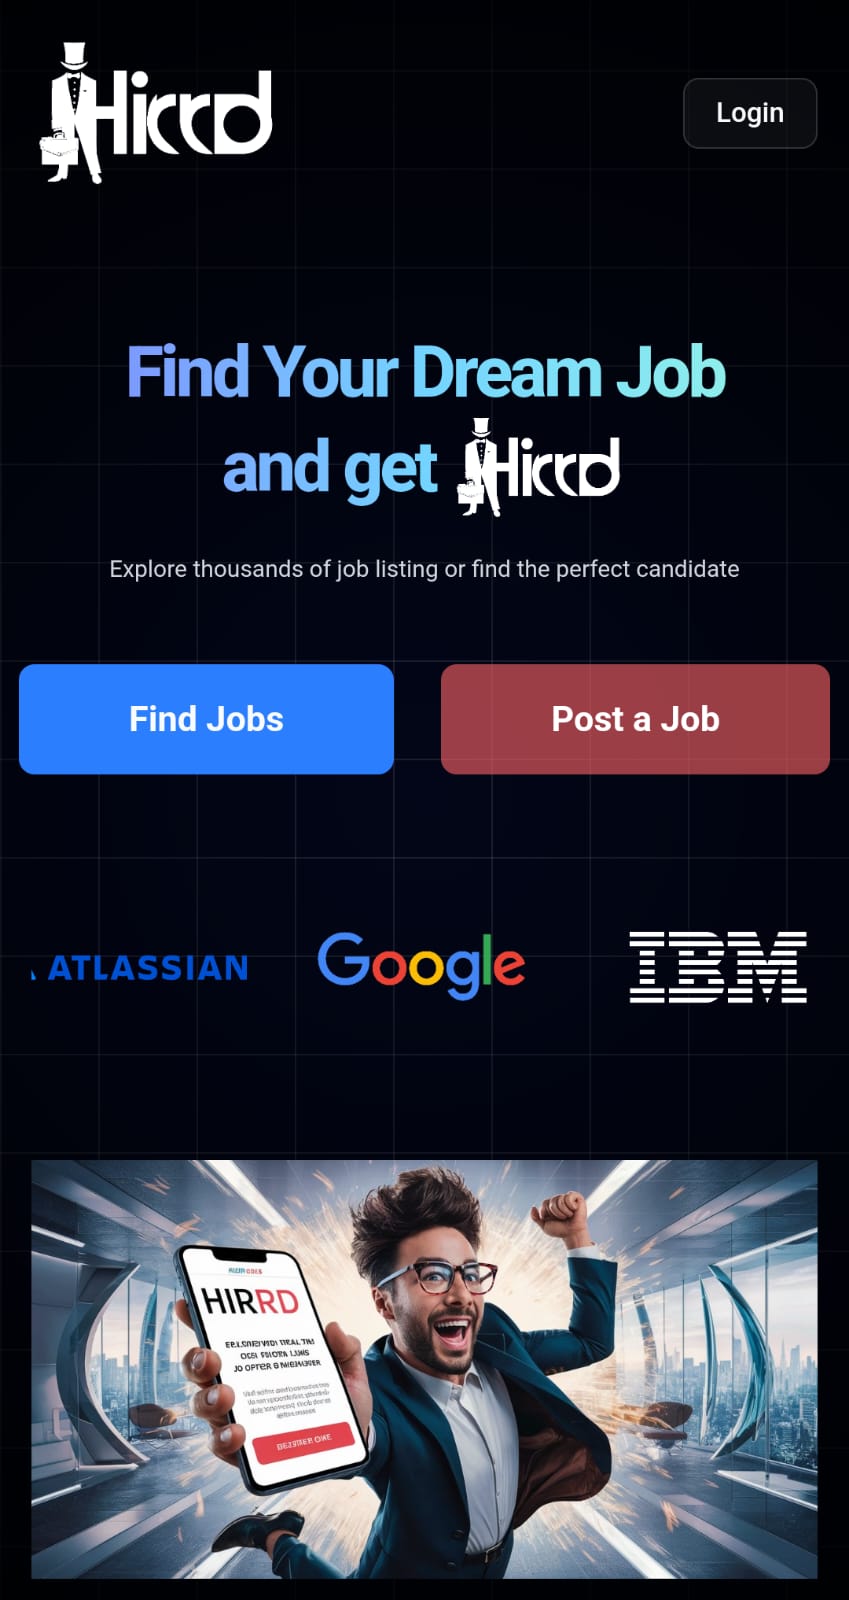 Hirrd
Login
Find Your Dream Job
and get Hirrd
Explore thousands of job listing or find the perfect candidate
Find Jobs
Post a Job
ATLASSIAN
Google
IBM
HIRRD